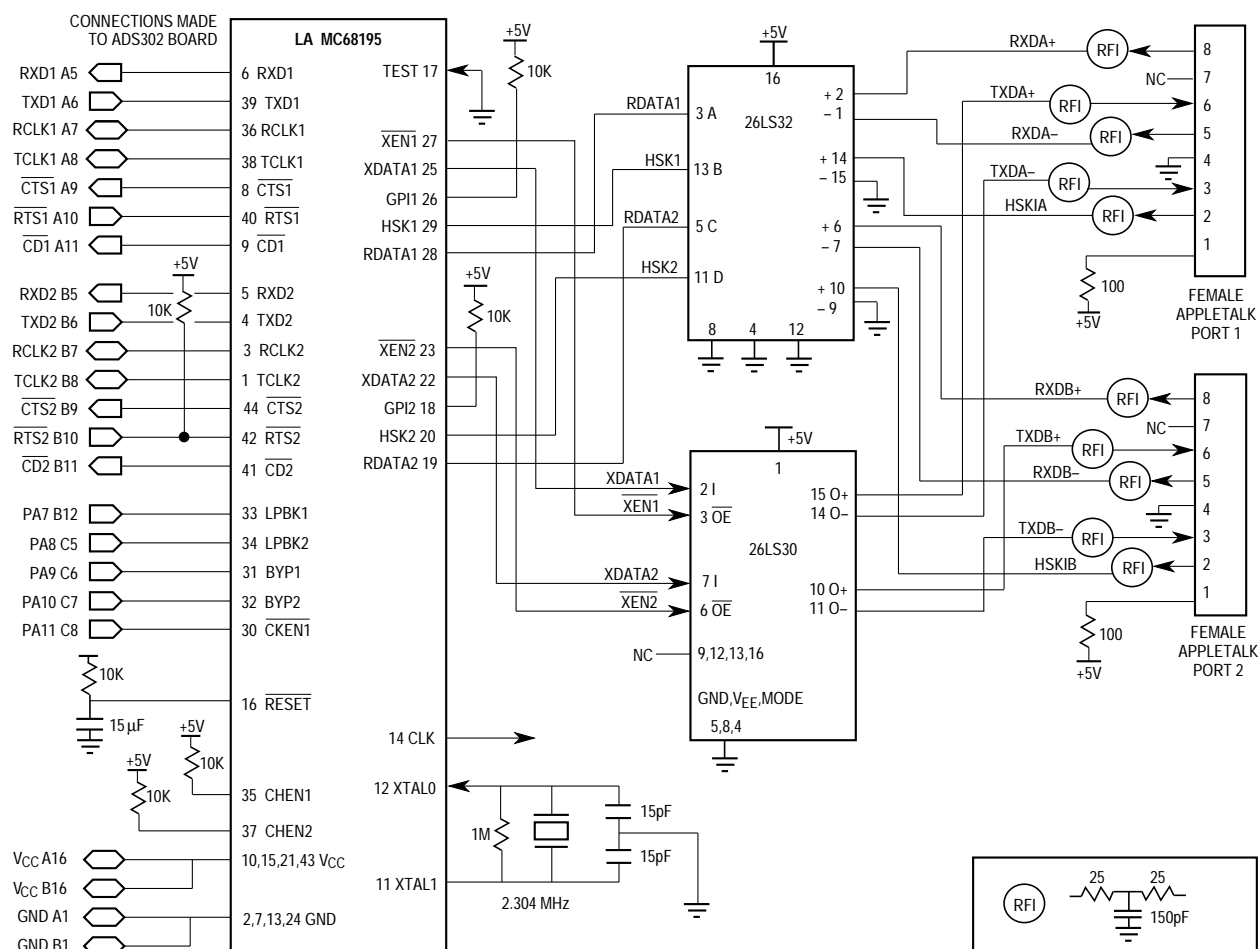 CONNECTIONS MADE
TO ADS302 BOARD
LA MC68195
RXD1 A5
TXD1 A6
RCLK1 A7
TCLK1 A8
CTS1 A9
RTS1 A10
CD1 A11
+5V
10K
RXD2 B5
TXD2 B6
RCLK2 B7
TCLK2 B8
CTS2 B9
RTS2 B10
CD2 B11
PA7 B12
PA8 C5
PA9 C6
PA10 C7
PA11 C8
10K
15 µF
+5V
10K
+5V
10K
VCC A16
VCC B16
GND A1
GND B1
6 RXD1
39 TXD1
36 RCLK1
38 TCLK1
8 CTS1
40 RTS1
9 CD1
5 RXD2
4 TXD2
3 RCLK2
1 TCLK2
44 CTS2
42 RTS2
41 CD2
33 LPBK1
34 LPBK2
31 BYP1
32 BYP2
30 CKEN1
16 RESET
35 CHEN1
37 CHEN2
10,15,21,43 VCC
2,7,13,24 GND
TEST 17
XEN1 27
XDATA1 25
GPI1 26
HSK1 29
RDATA1 28
XEN2 23
XDATA2 22
GPI2 18
HSK2 20
RDATA2 19
14 CLK
12 XTAL0
11 XTAL1
+5V
10K
+5V
10K
1M
15pF
15pF
2.304 MHz
RDATA1
HSK1
RDATA2
HSK2
+5V
16
26LS32
3 A
13 B
5 C
11 D
+ 2
– 1
+ 14
– 15
+ 6
– 7
+ 10
– 9
8 4 12
XDATA1
XEN1
XDATA2
XEN2
NC
+5V
1
2 I
3 OE
26LS30
7 I
6 OE
9,12,13,16
GND,VEE,MODE
5,8,4
15 O+
14 O–
10 O+
11 O–
RXDA+ RFI
TXDA+ RFI
RXDA– RFI
TXDA– RFI
HSKIA RFI
NC
100
+5V
8
7
6
5
4
3
2
1
FEMALE
APPLETALK
PORT 1
RXDB+ RFI
TXDB+ RFI
RXDB– RFI
TXDB– RFI
HSKIB RFI
NC
100
+5V
8
7
6
5
4
3
2
1
FEMALE
APPLETALK
PORT 2
RFI
25 25
150pF